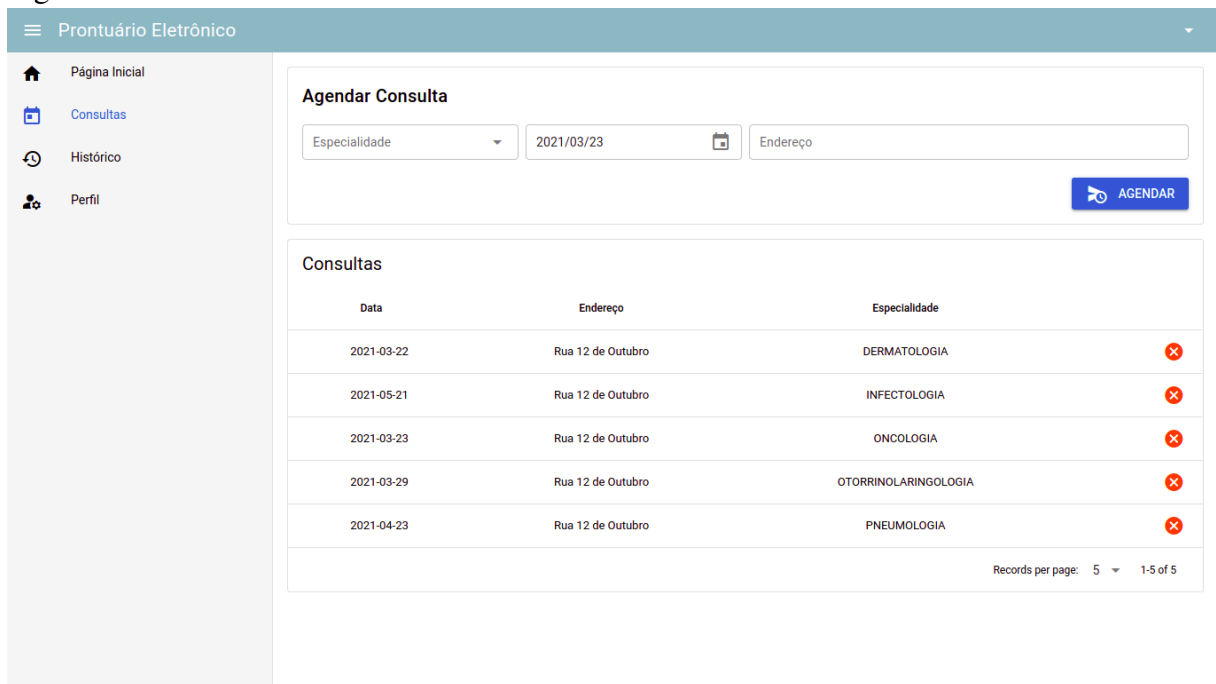 Prontuário Eletrônico
Página Inicial
Consultas
Histórico
Perfil
Agendar Consulta
Especialidade 2021/03/23 Endereço
AGENDAR
Consultas
Data Endereço Especialidade
2021-03-22 Rua 12 de Outubro DERMATOLOGIA
2021-05-21 Rua 12 de Outubro INFECTOLOGIA
2021-03-23 Rua 12 de Outubro ONCOLOGIA
2021-03-29 Rua 12 de Outubro OTORRINOLARINGOLOGIA
2021-04-23 Rua 12 de Outubro PNEUMOLOGIA
Records per page: 5 1-5 of 5